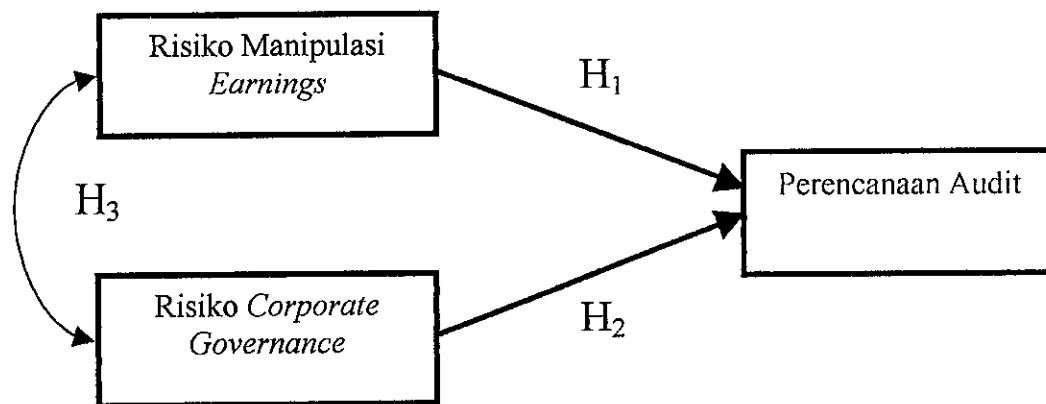 Risiko Manipulasi
Earnings
H₁
Perencanaan Audit
H₃
Risiko Corporate
Governance
H₂